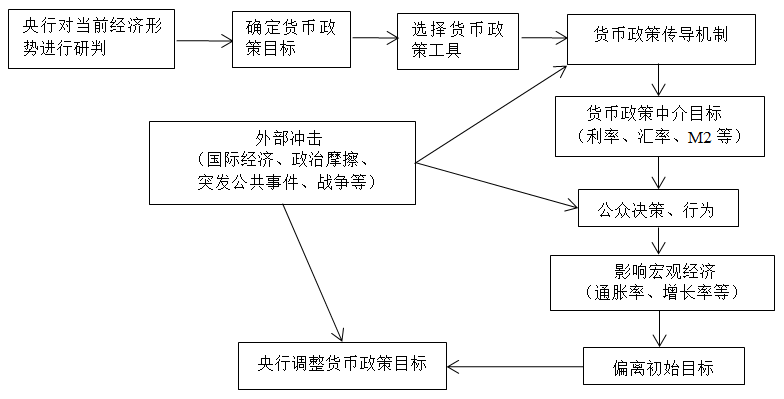 央行对当前经济形
势进行研判
确定货币政
策目标
选择货币政
策工具
货币政策传导机制
货币政策中介目标
（利率、汇率、M2 等）
外部冲击
（国际经济、政治摩擦、
突发公共事件、战争等）
公众决策、行为
影响宏观经济
（通胀率、增长率等）
央行调整货币政策目标
偏离初始目标